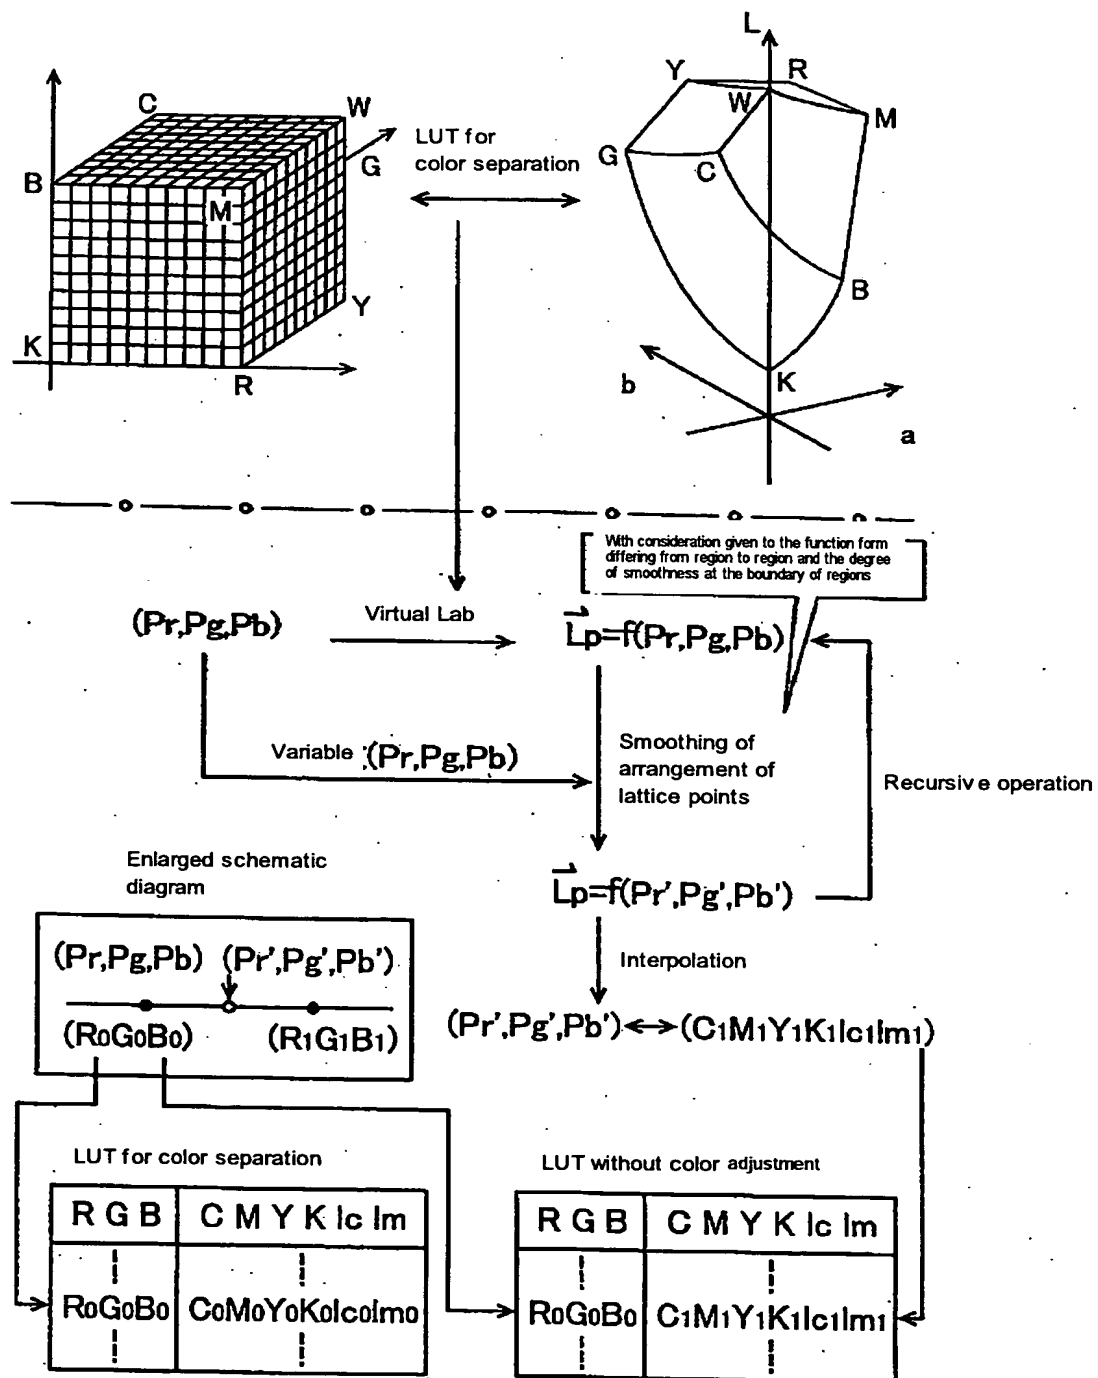 L
Y
R
C
W
W
M
LUT for
color separation
G
G
C
B
M
B
Y
K
R
K
b
a
With consideration given to the function form
differing from region to region and the degree
of smoothness at the boundary of regions
(Pr,Pg,Pb)
Virtual Lab
Lp=f(Pr,Pg,Pb)
Variable (Pr,Pg,Pb)
Smoothing of
arrangement of
lattice points
Recursive operation
Enlarged schematic
diagram
Lp=f(Pr',Pg',Pb')
(Pr,Pg,Pb) (Pr',Pg',Pb')
Interpolation
(R0G0B0) (R1G1B1)
(Pr',Pg',Pb')↔(C1M1Y1K1lc1lm1)
LUT for color separation
LUT without color adjustment
R G B C M Y K lc lm
R G B C M Y K lc lm
R0G0B0 C0M0Y0K0lc0lm0
R0G0B0 C1M1Y1K1lc1lm1